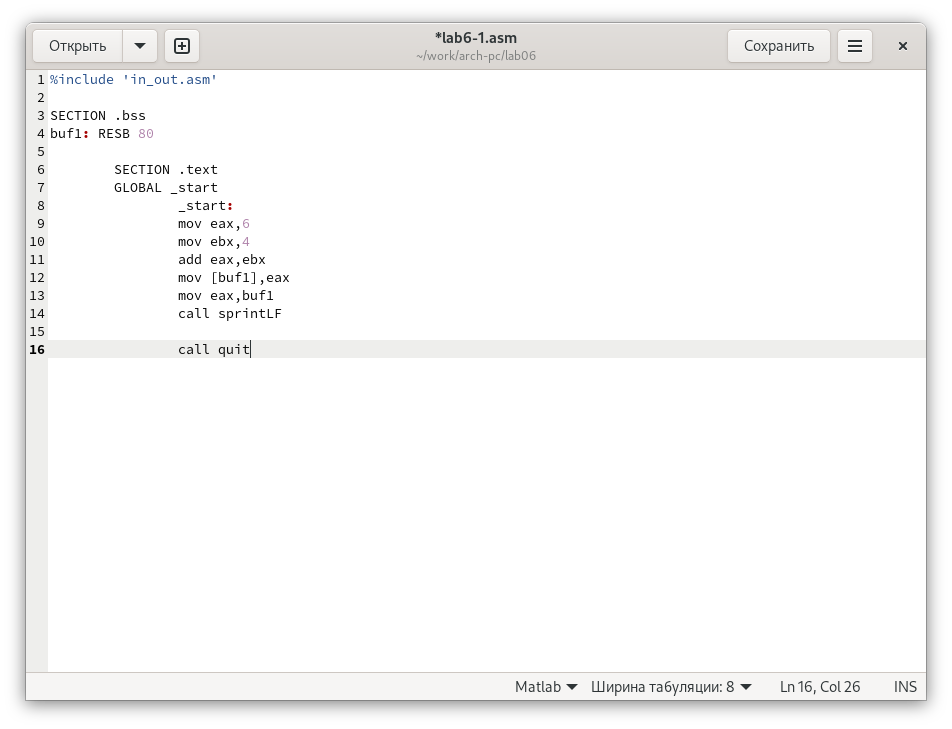 Открыть
*lab6-1.asm
~/work/arch-pc/lab06
Сохранить
1 %include 'in_out.asm'
2
3 SECTION .bss
4 buf1: RESB 80
5
6 SECTION .text
7 GLOBAL _start
8 _start:
9 mov eax,6
10 mov ebx,4
11 add eax,ebx
12 mov [buf1],eax
13 mov eax,buf1
14 call sprintLF
15
16 call quit
Matlab Ширина табуляции: 8 Ln 16, Col 26 INS